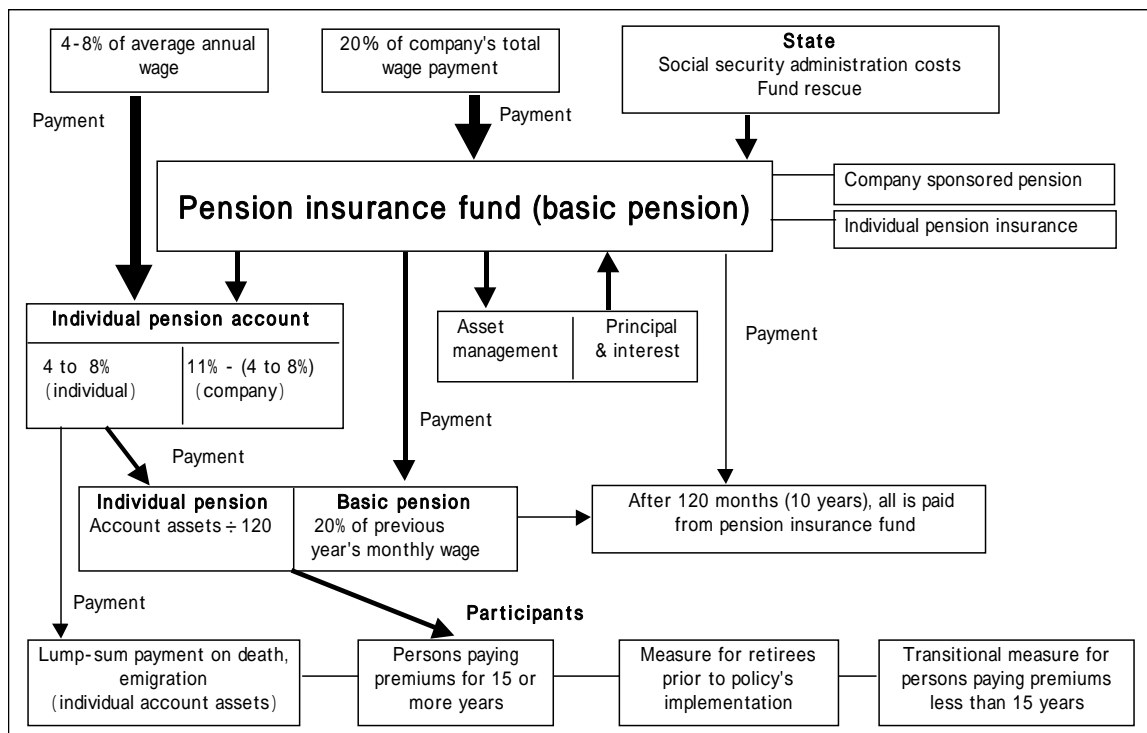 4-8% of average annual
wage
20% of company's total
wage payment
State
Social security administration costs
Fund rescue
Payment
Payment
Pension insurance fund (basic pension)
Company sponsored pension
Individual pension insurance
Individual pension account
4 to 8%
(individual)
11% - (4 to 8%)
(company)
Asset
management
Principal
& interest
Payment
Payment
Payment
Individual pension
Account assets ÷ 120
Basic pension
20% of previous
year's monthly wage
After 120 months (10 years), all is paid
from pension insurance fund
Payment
Participants
Lump-sum payment on death,
emigration
(individual account assets)
Persons paying
premiums for 15 or
more years
Measure for retirees
prior to policy's
implementation
Transitional measure for
persons paying premiums
less than 15 years